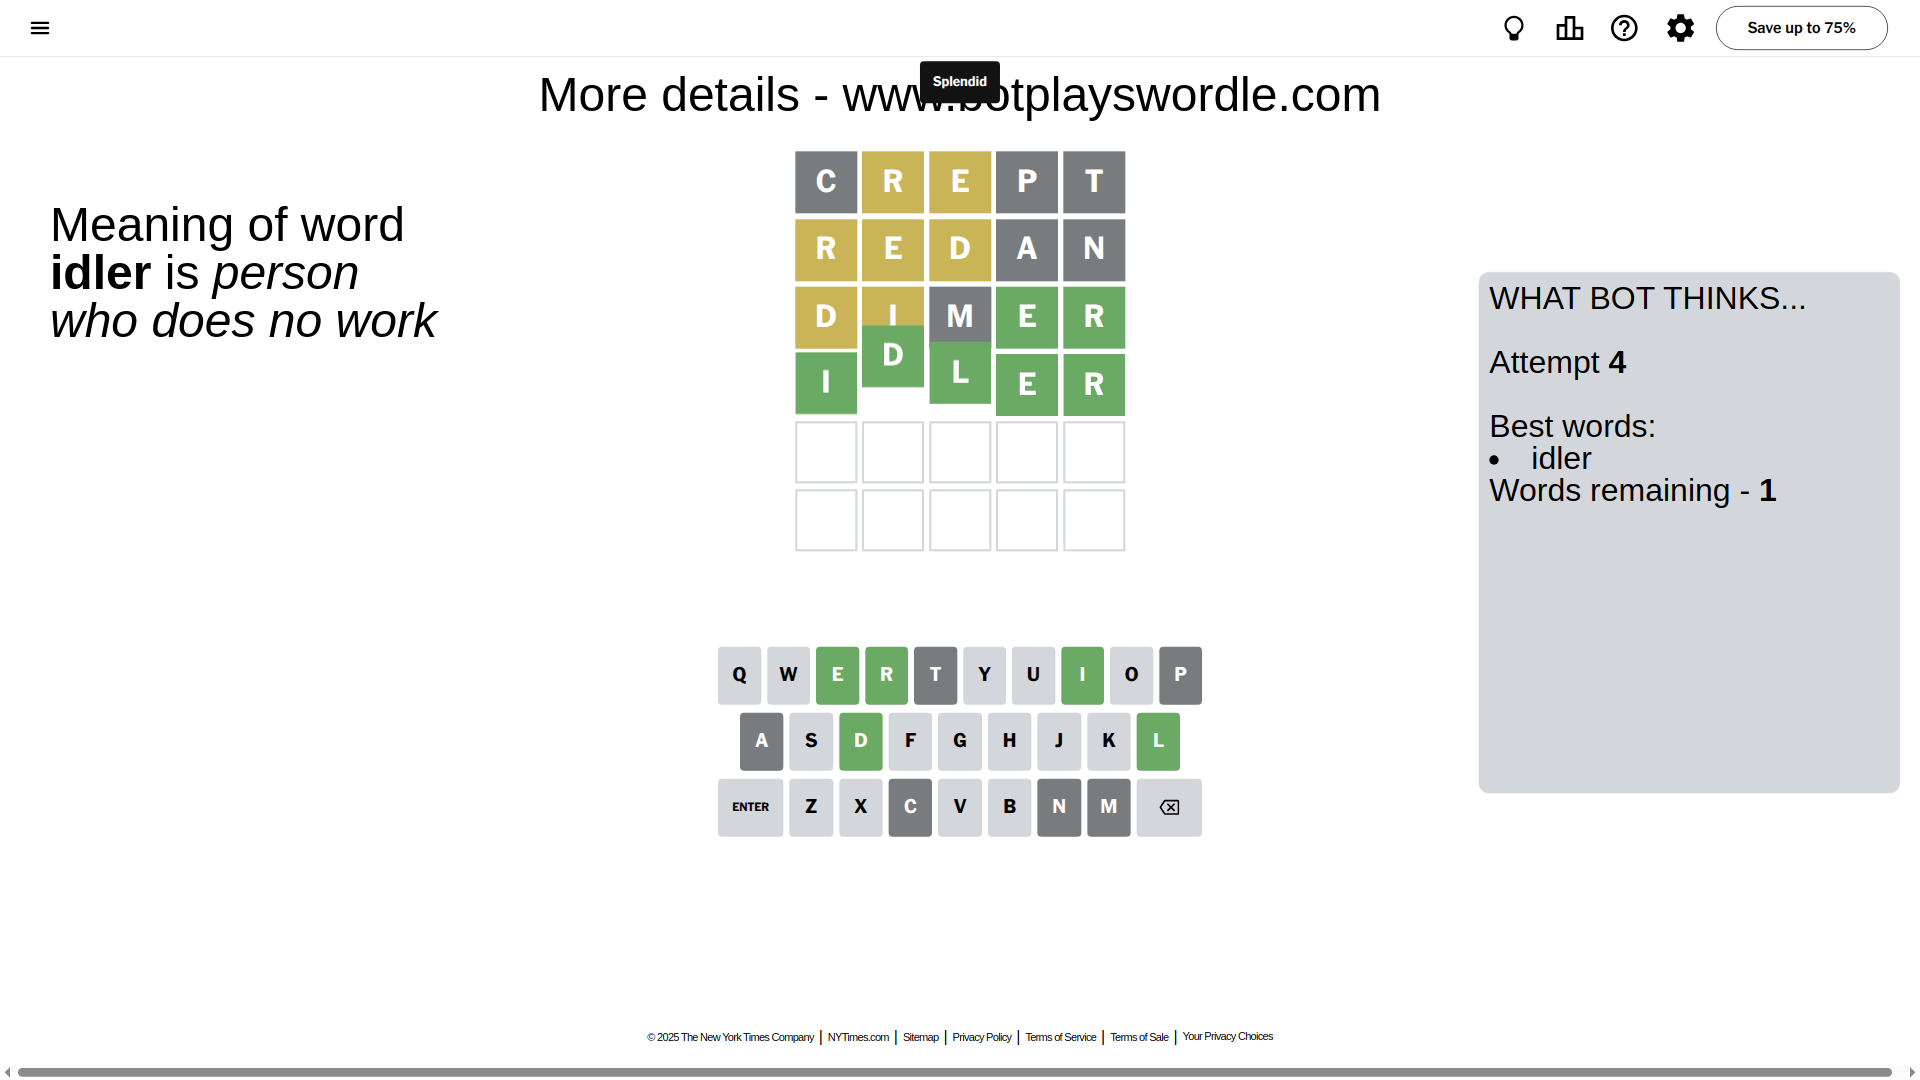 Save up to 75%
Splendid
More details - www.botplayswordle.com
Meaning of word
idler is person
who does no work
C R E P T
R E D A N
D I M E R
I D L E R
WHAT BOT THINKS...
Attempt 4
Best words:
• idler
Words remaining - 1
Q W E R T Y U I O P
A S D F G H J K L
ENTER Z X C V B N M
© 2025 The New York Times Company | NYTimes.com | Sitemap | Privacy Policy | Terms of Service | Terms of Sale | Your Privacy Choices